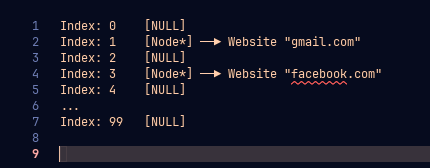 1 Index: 0 [NULL]
2 Index: 1 [Node*] ──► Website "gmail.com"
3 Index: 2 [NULL]
4 Index: 3 [Node*] ──► Website "facebook.com"
5 Index: 4 [NULL]
6 ...
7 Index: 99 [NULL]
8
9